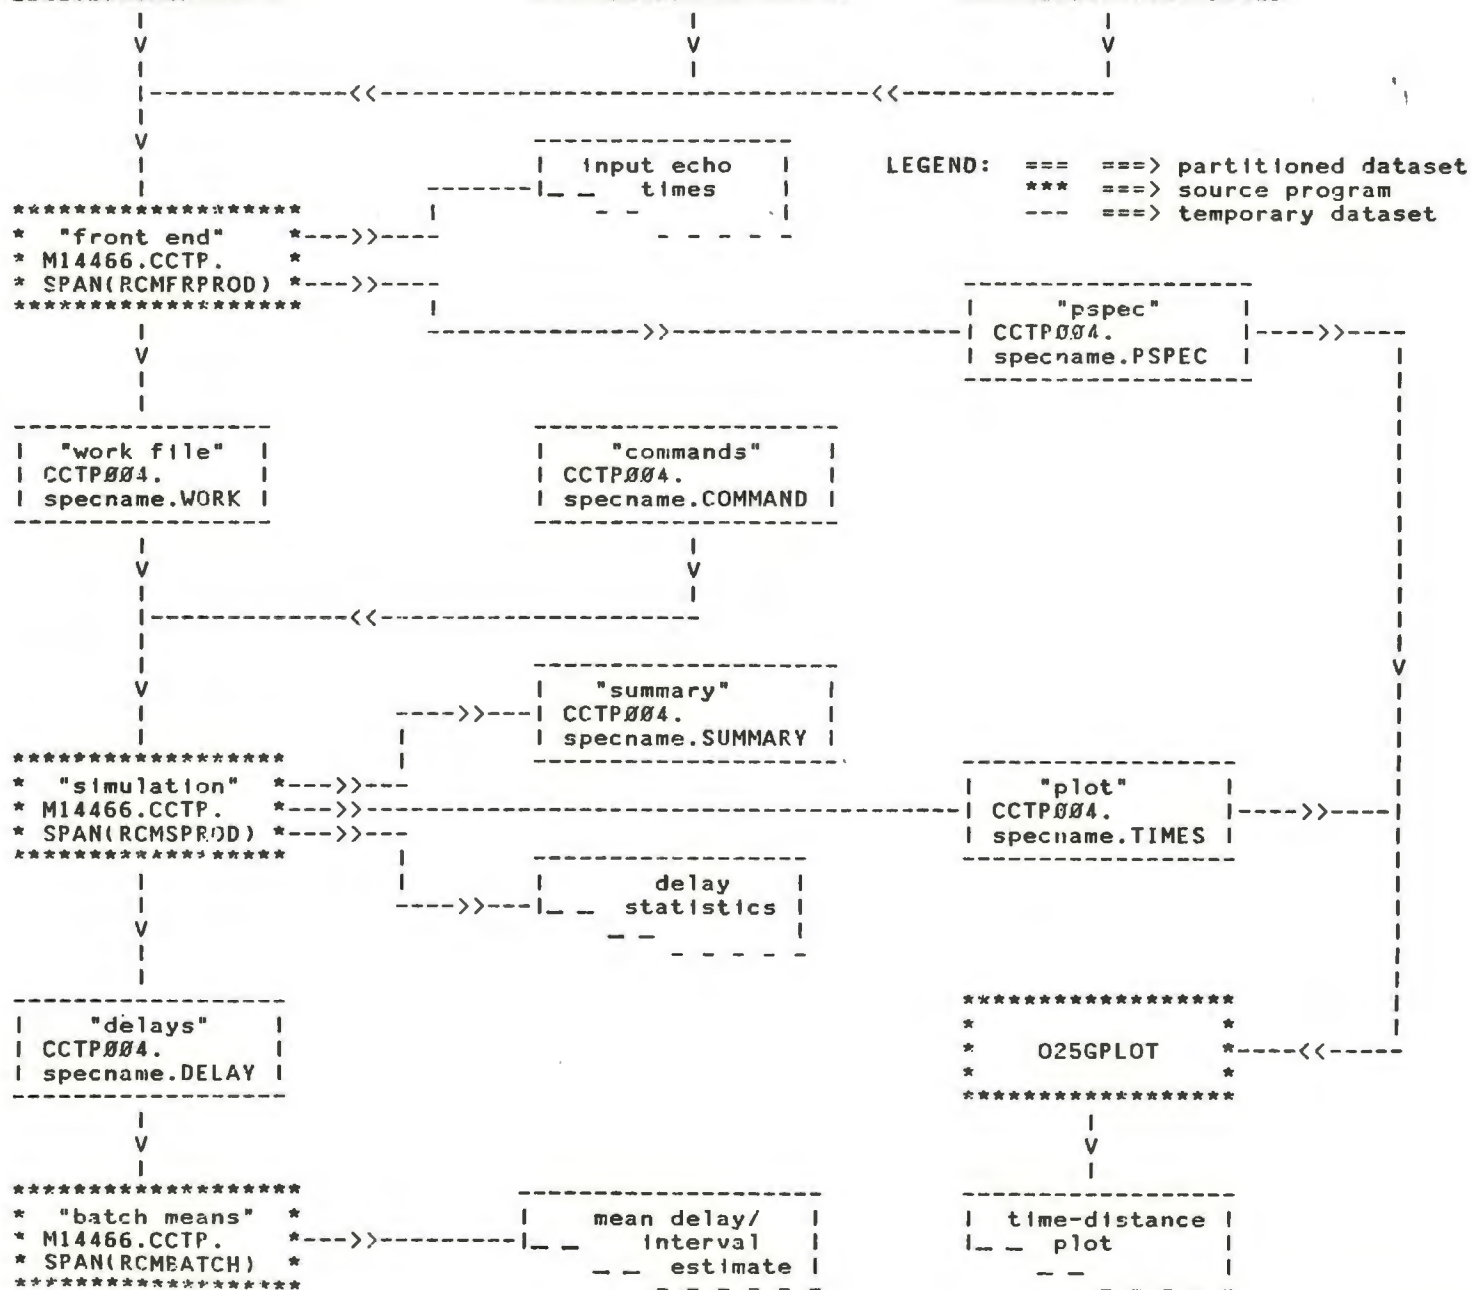 input echo
times
LEGEND: === ===> partitioned dataset
*** ===> source program
--- ===> temporary dataset
"front end"
M14466.CCTP.
SPAN(RCMFRPROD)
"pspec"
CCTP004.
specname.PSPEC
"work file"
CCTP004.
specname.WORK
"commands"
CCTP004.
specname.COMMAND
"summary"
CCTP004.
specname.SUMMARY
"simulation"
M14466.CCTP.
SPAN(RCMSPROD)
"plot"
CCTP004.
specname.TIMES
delay
statistics
"delays"
CCTP004.
specname.DELAY
O25GPLOT
"batch means"
M14466.CCTP.
SPAN(RCMBATCH)
mean delay/
interval
estimate
time-distance
plot